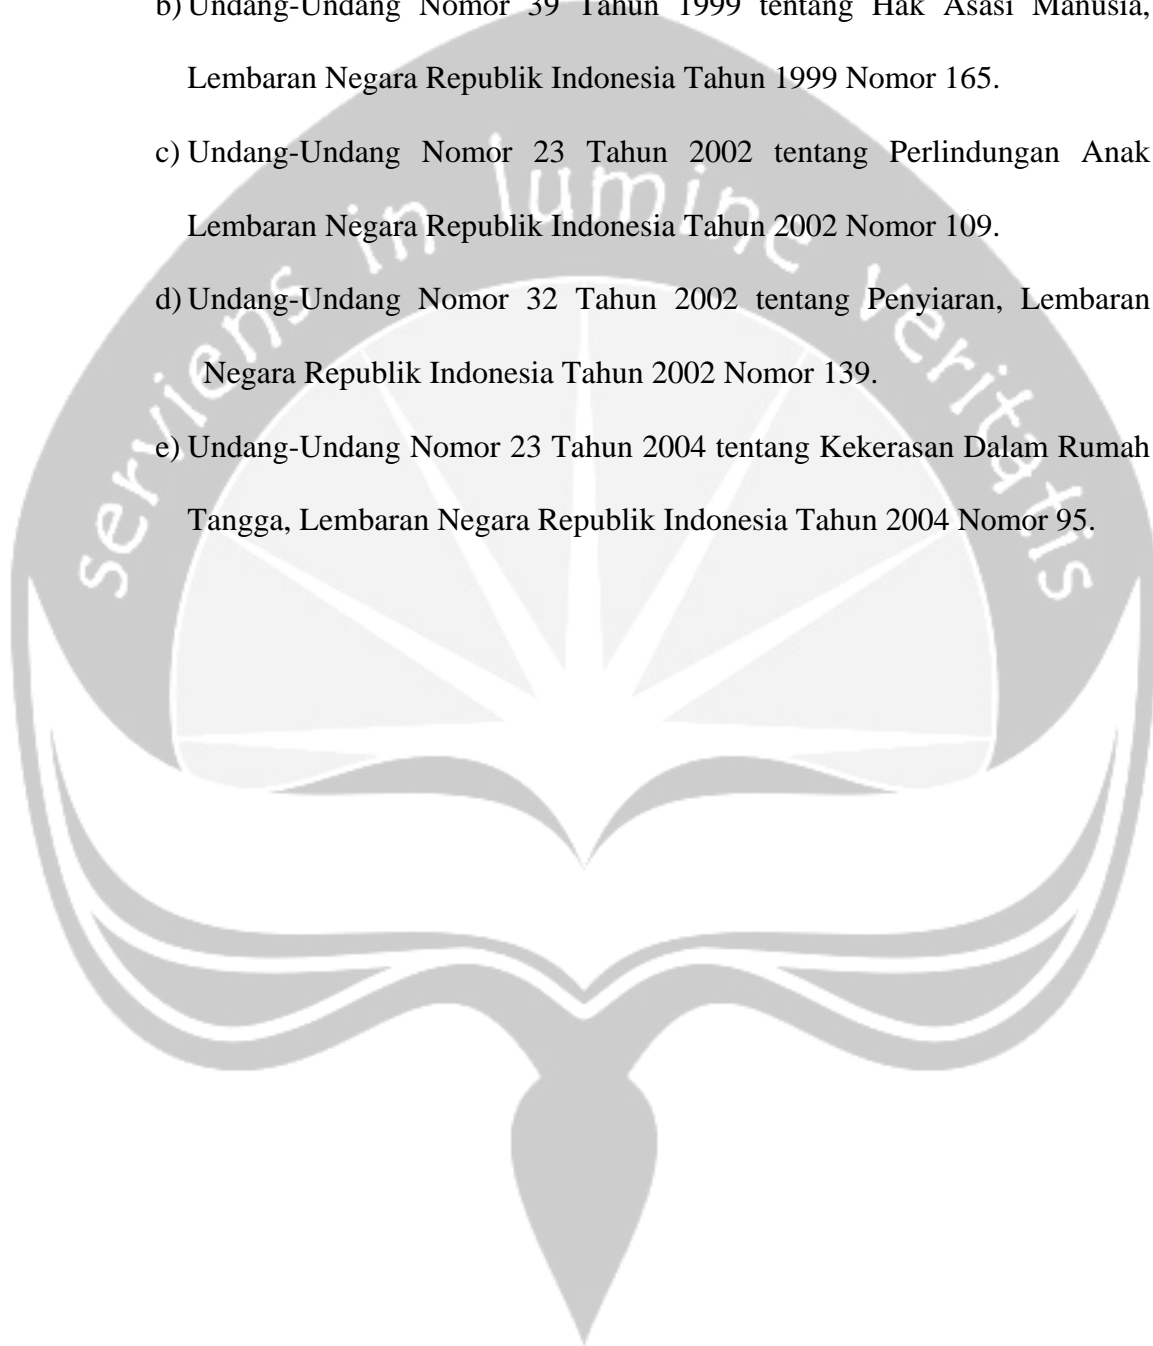 b) Undang-Undang Nomor 39 Tahun 1999 tentang Hak Asasi Manusia,
Lembaran Negara Republik Indonesia Tahun 1999 Nomor 165.
c) Undang-Undang Nomor 23 Tahun 2002 tentang Perlindungan Anak
Lembaran Negara Republik Indonesia Tahun 2002 Nomor 109.
d) Undang-Undang Nomor 32 Tahun 2002 tentang Penyiaran, Lembaran
Negara Republik Indonesia Tahun 2002 Nomor 139.
e) Undang-Undang Nomor 23 Tahun 2004 tentang Kekerasan Dalam Rumah
Tangga, Lembaran Negara Republik Indonesia Tahun 2004 Nomor 95.
serviens in lumine veritatis